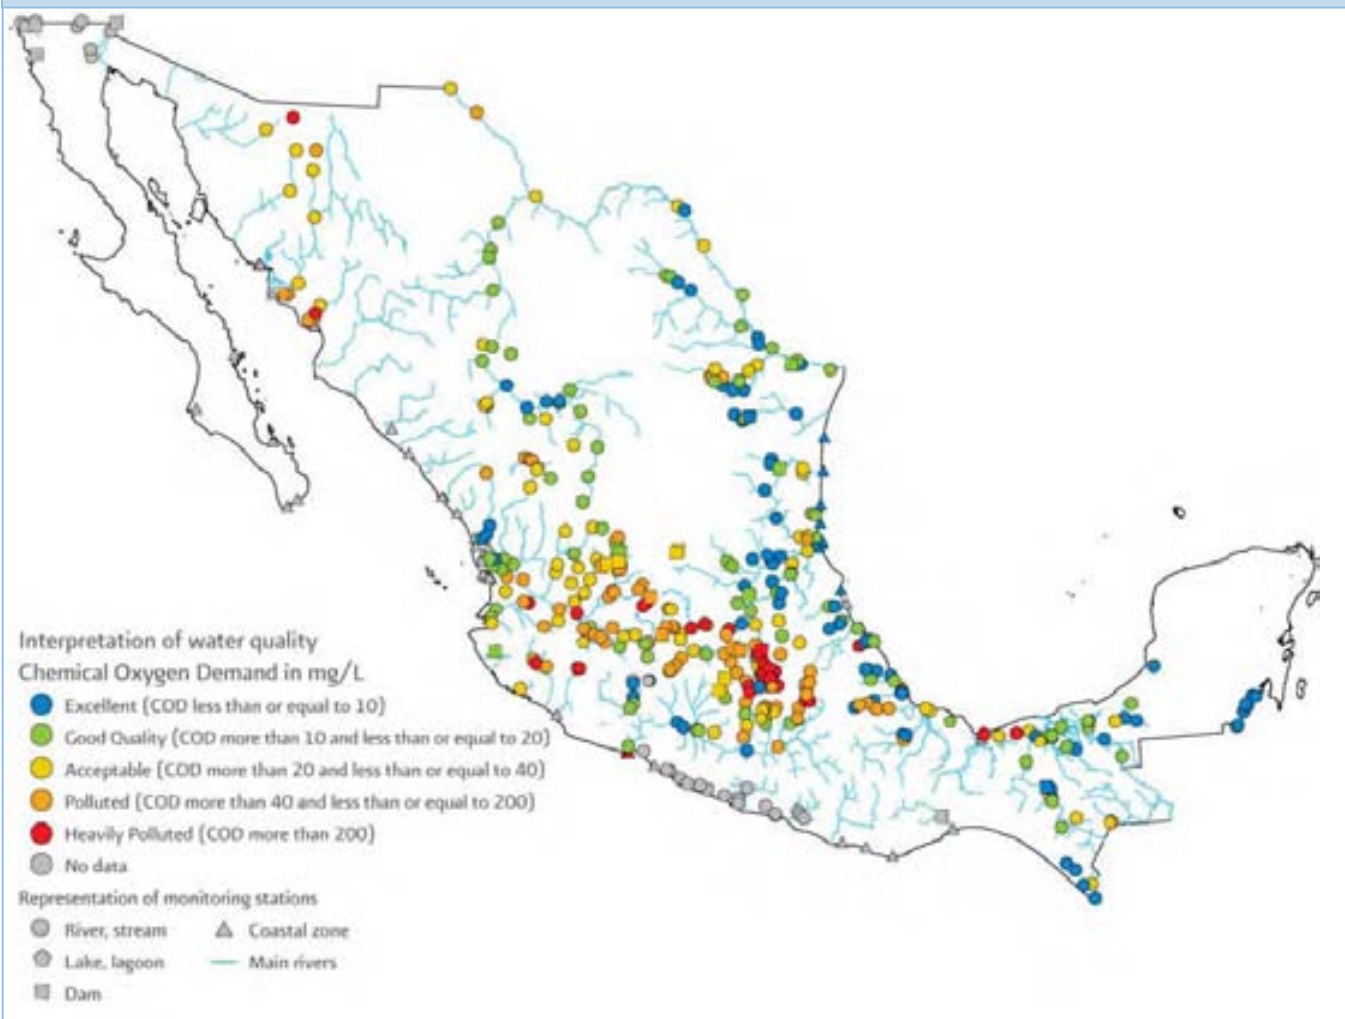 Interpretation of water quality
Chemical Oxygen Demand in mg/L
Excellent (COD less than or equal to 10)
Good Quality (COD more than 10 and less than or equal to 20)
Acceptable (COD more than 20 and less than or equal to 40)
Polluted (COD more than 40 and less than or equal to 200)
Heavily Polluted (COD more than 200)
No data
Representation of monitoring stations
River, stream
Coastal zone
Lake, lagoon
Main rivers
Dam